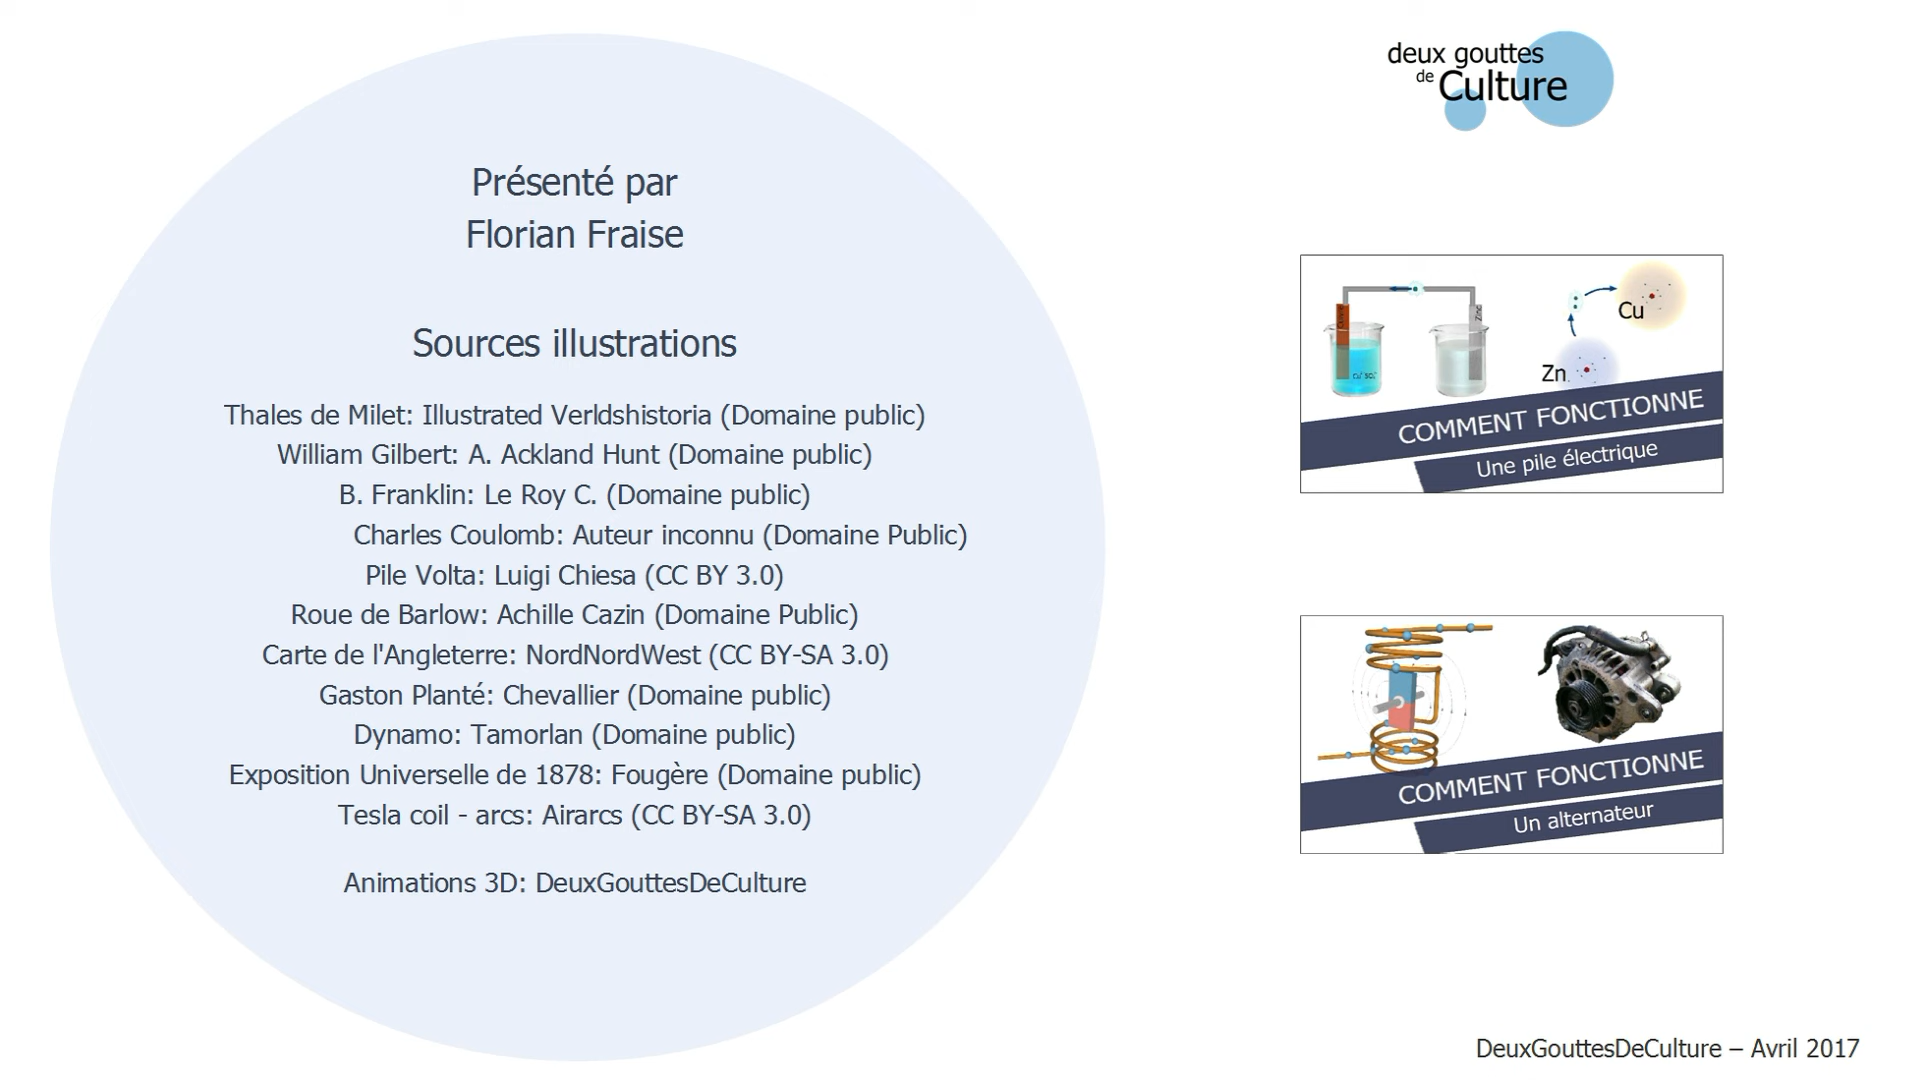 Présenté par
Florian Fraise
Sources illustrations
Thales de Milet: Illustrated Verldshistoria (Domaine public)
William Gilbert: A. Ackland Hunt (Domaine public)
B. Franklin: Le Roy C. (Domaine public)
Charles Coulomb: Auteur inconnu (Domaine Public)
Pile Volta: Luigi Chiesa (CC BY 3.0)
Roue de Barlow: Achille Cazin (Domaine Public)
Carte de l'Angleterre: NordNordWest (CC BY-SA 3.0)
Gaston Planté: Chevallier (Domaine public)
Dynamo: Tamorlan (Domaine public)
Exposition Universelle de 1878: Fougère (Domaine public)
Tesla coil - arcs: Airarcs (CC BY-SA 3.0)
Animations 3D: DeuxGouttesDeCulture
deux gouttes
de Culture
Cu
Zn
COMMENT FONCTIONNE
Une pile électrique
COMMENT FONCTIONNE
Un alternateur
DeuxGouttesDeCulture – Avril 2017